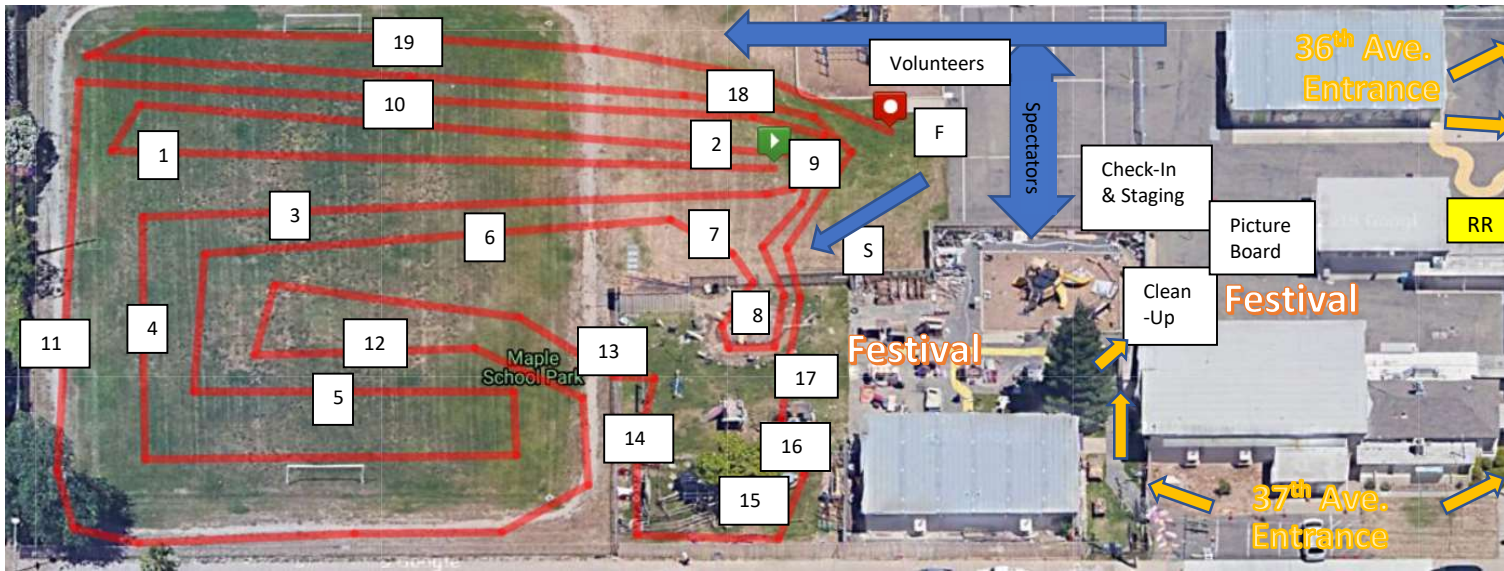 19
Volunteers
36th Ave.
Entrance
10
18
Spectators
F
2
1
9
Check-In
& Staging
3
6
7
S
Picture
Board
RR
Clean
-Up
Festival
8
4
11
12
13
Maple
School Park
Festival
17
5
14
16
15
37th Ave.
Entrance
Google